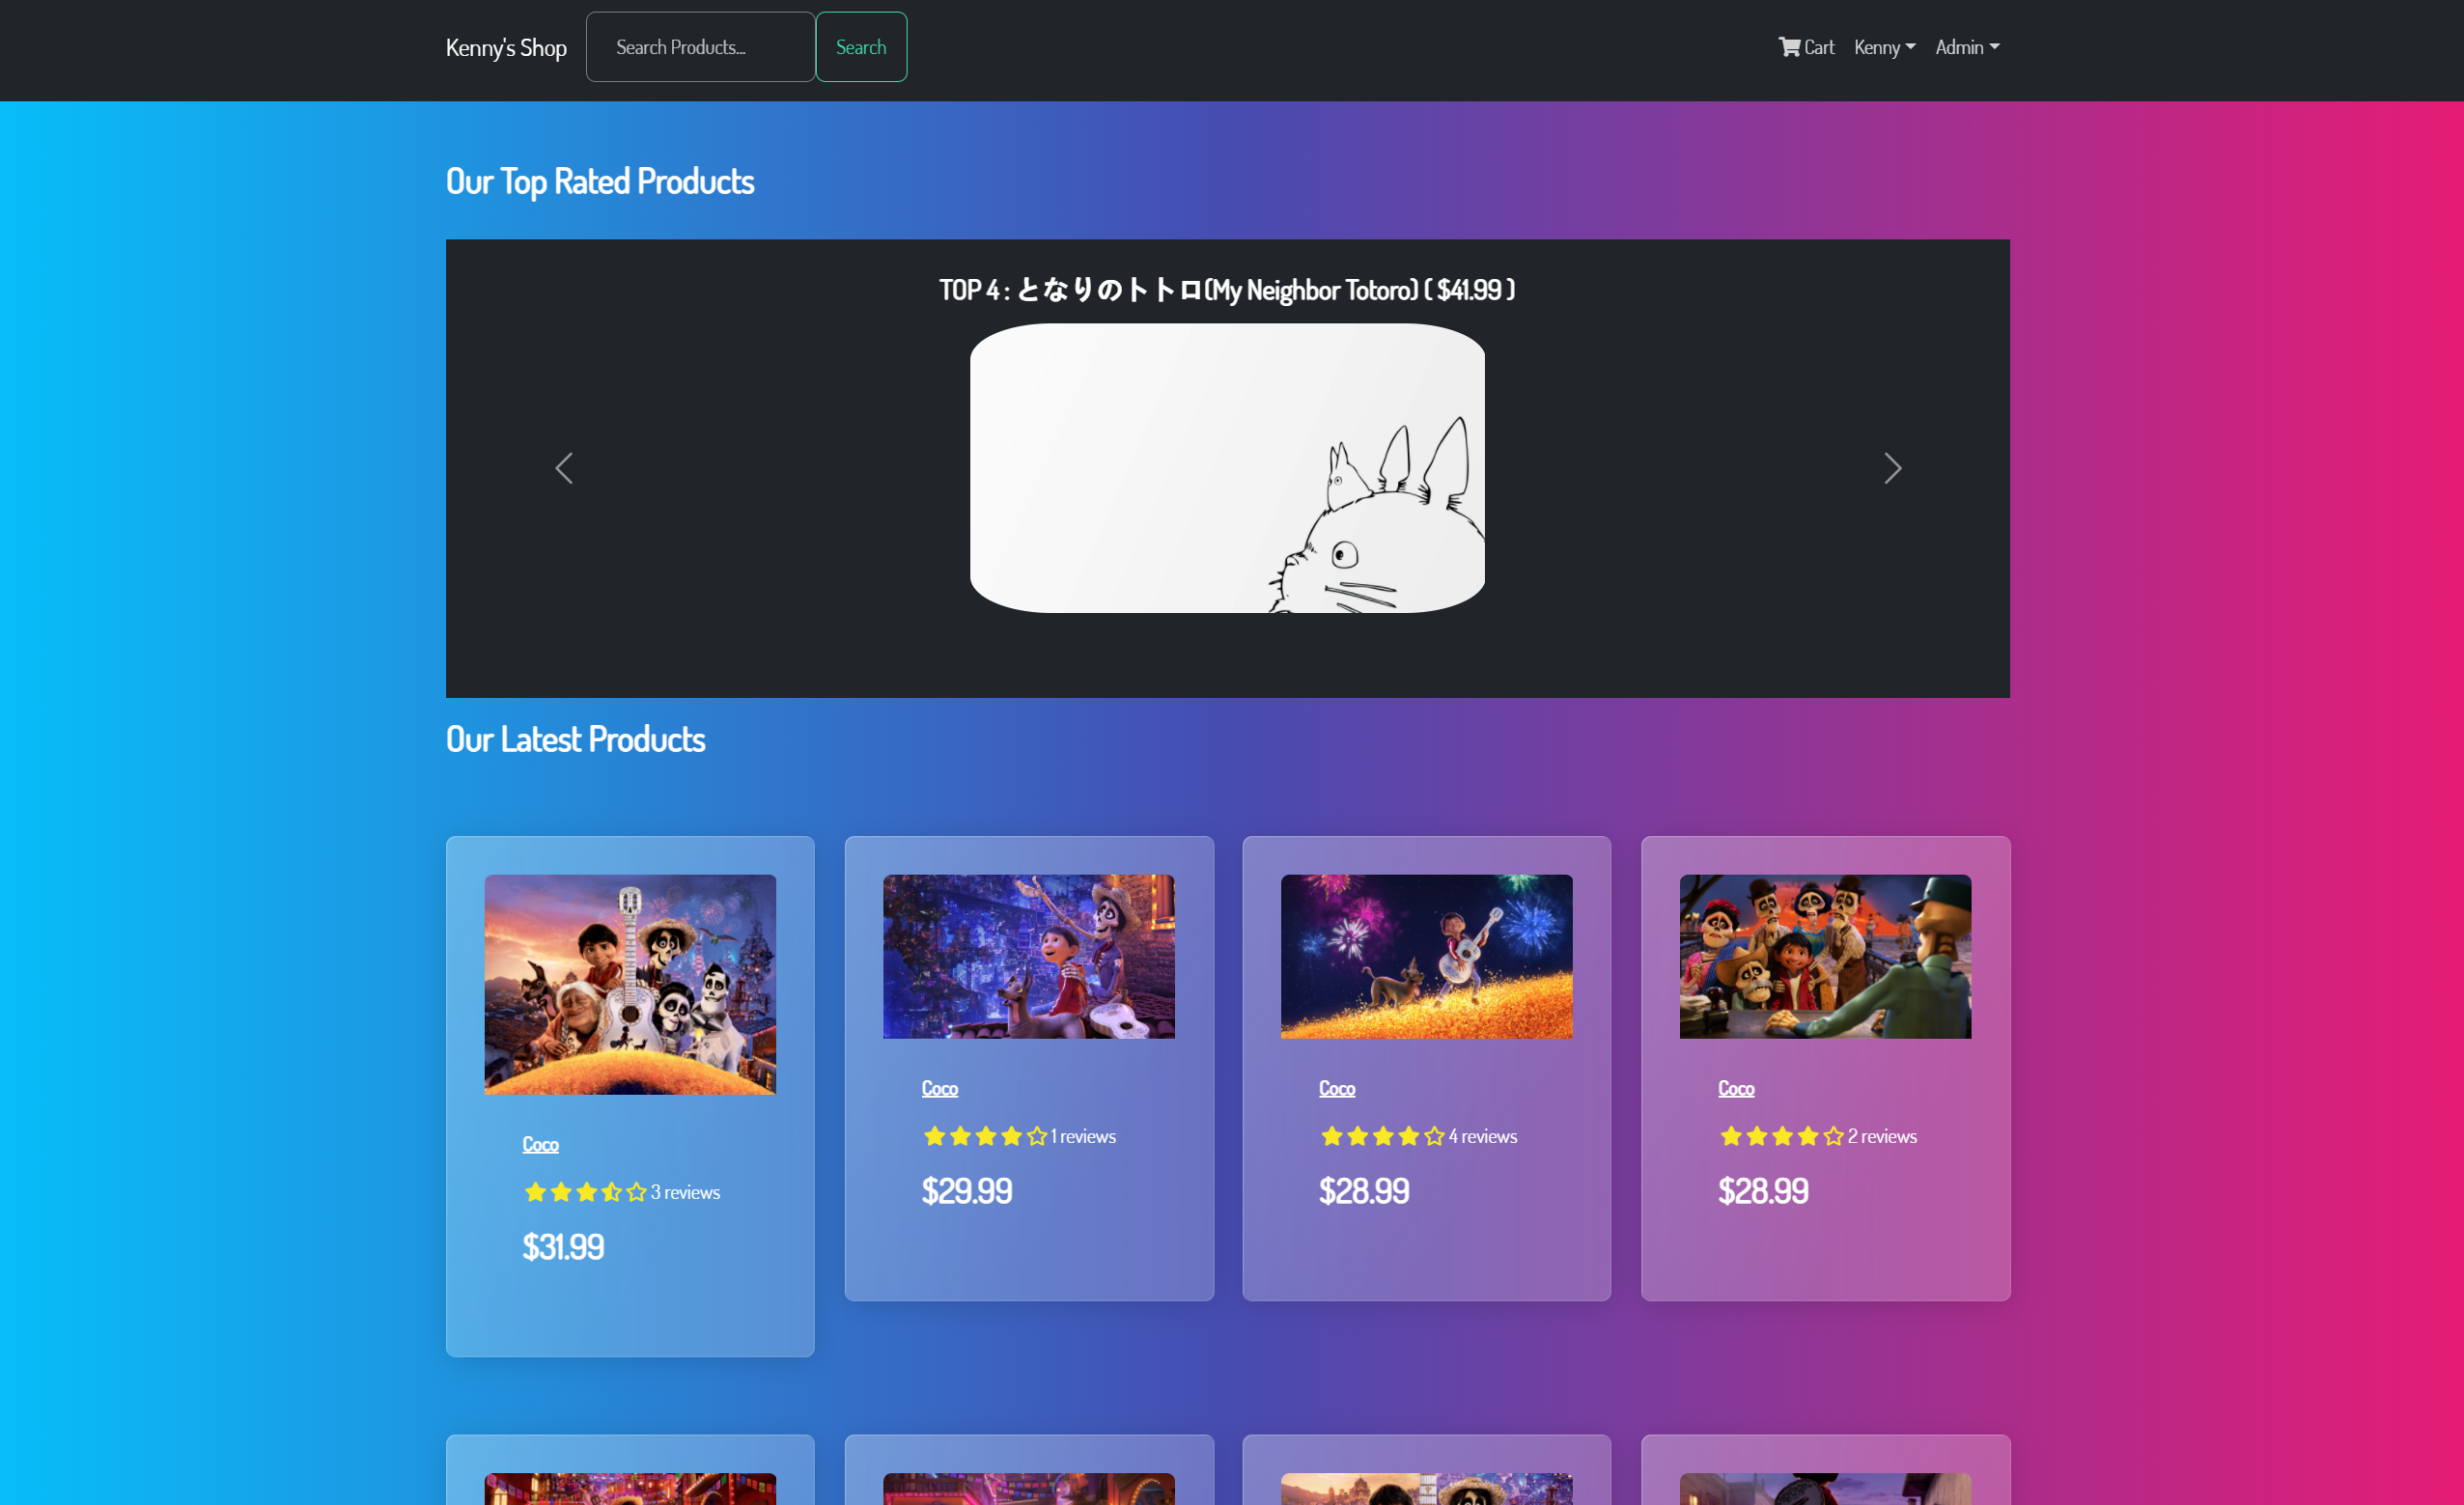 Kenny's Shop Search Products... Search Cart Kenny Admin
Our Top Rated Products
TOP 4 : となりのトトロ(My Neighbor Totoro) ( $41.99 )
Our Latest Products
Coco
3 reviews
$31.99
Coco
1 reviews
$29.99
Coco
4 reviews
$28.99
Coco
2 reviews
$28.99